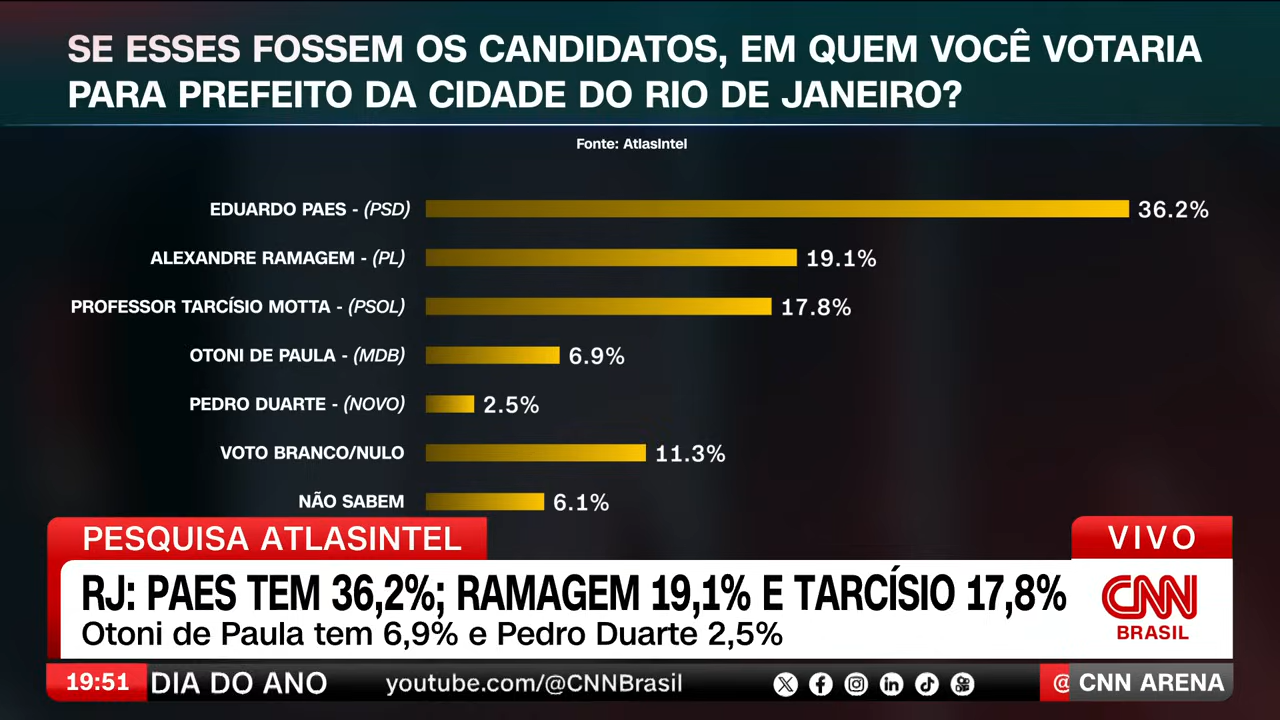 SE ESSES FOSSEM OS CANDIDATOS, EM QUEM VOCÊ VOTARIA
PARA PREFEITO DA CIDADE DO RIO DE JANEIRO?
Fonte: AtlasIntel
EDUARDO PAES - (PSD) 36.2%
ALEXANDRE RAMAGEM - (PL) 19.1%
PROFESSOR TARCÍSIO MOTTA - (PSOL) 17.8%
OTONI DE PAULA - (MDB) 6.9%
PEDRO DUARTE - (NOVO) 2.5%
VOTO BRANCO/NULO 11.3%
NÃO SABEM 6.1%
PESQUISA ATLASINTEL
VIVO
RJ: PAES TEM 36,2%; RAMAGEM 19,1% E TARCÍSIO 17,8%
Otoni de Paula tem 6,9% e Pedro Duarte 2,5%
CNN
BRASIL
19:51 DIA DO ANO youtube.com/@CNNBrasil @ CNN ARENA